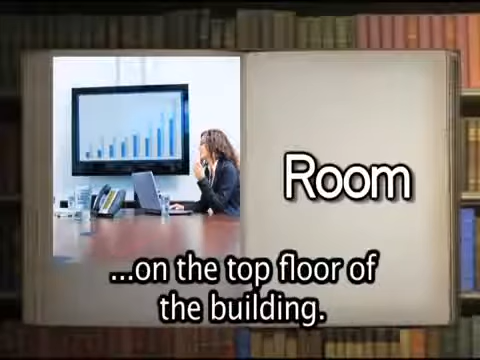 Room
...on the top floor of
the building.